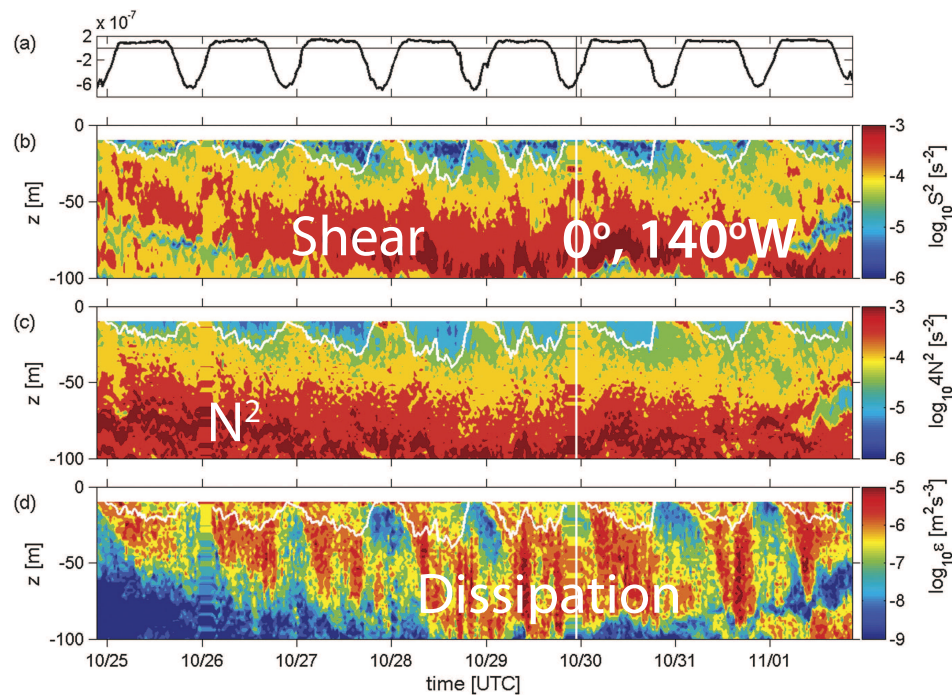 x 10-7
(a)
2
-2
-6
(b)
0
-50
-100
z [m]
Shear
0º, 140ºW
-3
-4
-5
-6
log10S2 [s-2]
(c)
0
-50
-100
z [m]
N2
-3
-4
-5
-6
log104N2 [s-2]
(d)
0
-50
-100
z [m]
Dissipation
-5
-6
-7
-8
-9
log10ε [m2s-3]
10/25 10/26 10/27 10/28 10/29 10/30 10/31 11/01
time [UTC]